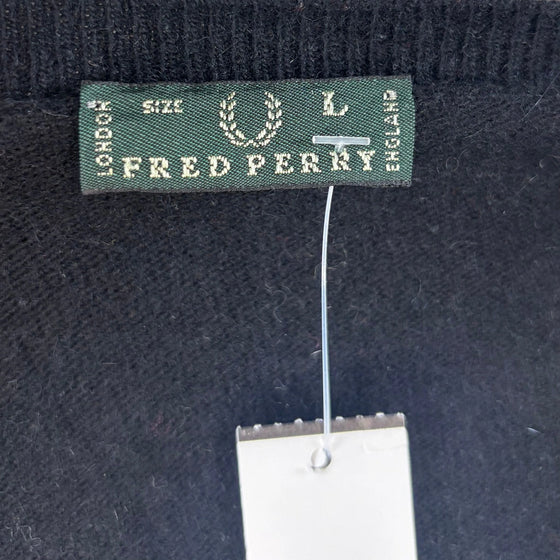 LONDON
SIZE L
FRED PERRY
ENGLAND